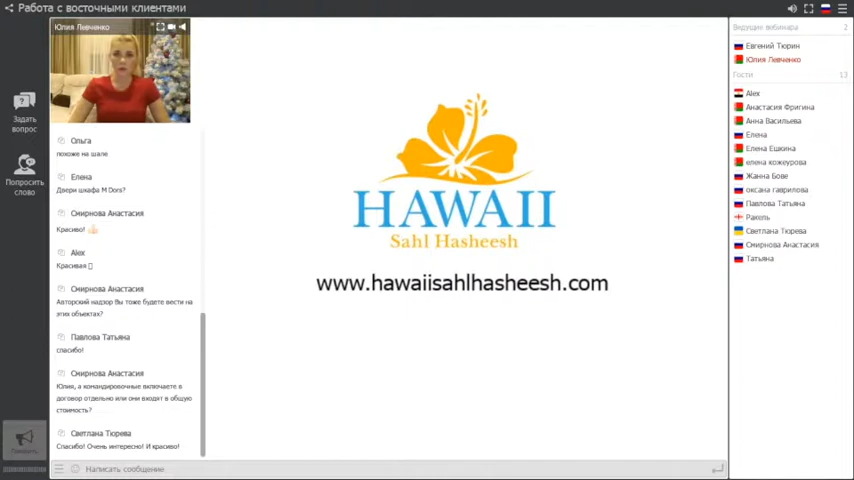 Работа с восточными клиентами
Юлия Левченко
Задать
вопрос
Попросить
слово
Ольга
похоже на шале.
Елена
Двери шкафа M Dors?
Смирнова Анастасия
Красиво!
Alex
Красивая
Смирнова Анастасия
Авторский надзор Вы тоже будете вести на
этих объектах?
Павлова Татьяна
спасибо!
Смирнова Анастасия
Юлия, а командировочные включаете в
договор отдельно или они входят в общую
стоимость?
Светлана Тюрева
Спасибо! Очень интересно! И красиво!
Написать сообщение
HAWAII
Sahl Hasheesh
www.hawaiisahlhasheesh.com
Ведущие вебинара 2
Евгений Тюрин
Юлия Левченко
Гости 13
Alex
Анастасия Фригина
Анна Васильева
Елена
Елена Ешкина
елена кожеурова
Жанна Бове
оксана гаврилова
Павлова Татьяна
Рахель
Светлана Тюрева
Смирнова Анастасия
Татьяна